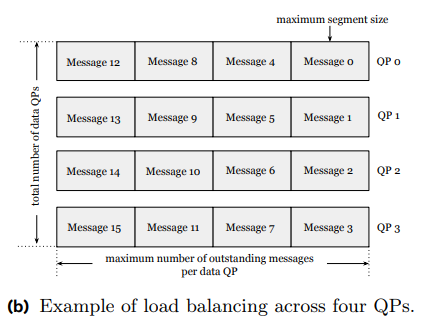 maximum segment size
Message 12 Message 8 Message 4 Message 0 QP 0
Message 13 Message 9 Message 5 Message 1 QP 1
Message 14 Message 10 Message 6 Message 2 QP 2
Message 15 Message 11 Message 7 Message 3 QP 3
total number of data QPs
maximum number of outstanding messages
per data QP
(b) Example of load balancing across four QPs.